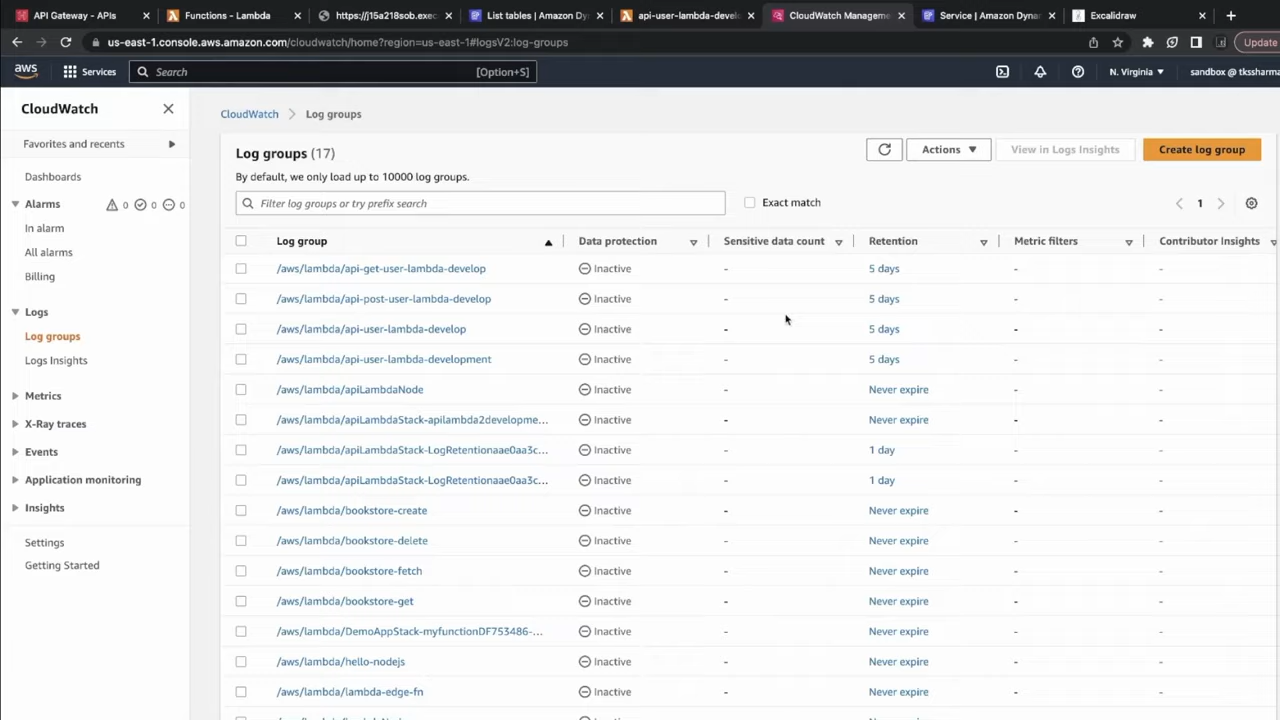 API Gateway - APIs
Functions - Lambda
https://j15a218sob.exec
List tables | Amazon Dy
api-user-lambda-devel
CloudWatch Manageme
Service | Amazon Dynar
Excalidraw
us-east-1.console.aws.amazon.com/cloudwatch/home?region=us-east-1#logsV2:log-groups
Update
aws Services Search [Option+S] N. Virginia sandbox @ tkssharma
CloudWatch
Favorites and recents
Dashboards
Alarms 0 0 0
In alarm
All alarms
Billing
Logs
Log groups
Logs Insights
Metrics
X-Ray traces
Events
Application monitoring
Insights
Settings
Getting Started
CloudWatch > Log groups
Log groups (17)
Actions View in Logs Insights Create log group
By default, we only load up to 10000 log groups.
Filter log groups or try prefix search Exact match 1
Log group Data protection Sensitive data count Retention Metric filters Contributor Insights
/aws/lambda/api-get-user-lambda-develop Inactive - 5 days - -
/aws/lambda/api-post-user-lambda-develop Inactive - 5 days - -
/aws/lambda/api-user-lambda-develop Inactive - 5 days - -
/aws/lambda/api-user-lambda-development Inactive - 5 days - -
/aws/lambda/apiLambdaNode Inactive - Never expire - -
/aws/lambda/apiLambdaStack-apilambda2developme... Inactive - Never expire - -
/aws/lambda/apiLambdaStack-LogRetentionaae0aa3c... Inactive - 1 day - -
/aws/lambda/apiLambdaStack-LogRetentionaae0aa3c... Inactive - 1 day - -
/aws/lambda/bookstore-create Inactive - Never expire - -
/aws/lambda/bookstore-delete Inactive - Never expire - -
/aws/lambda/bookstore-fetch Inactive - Never expire - -
/aws/lambda/bookstore-get Inactive - Never expire - -
/aws/lambda/DemoAppStack-myfunctionDF753486-... Inactive - Never expire - -
/aws/lambda/hello-nodejs Inactive - Never expire - -
/aws/lambda/lambda-edge-fn Inactive - Never expire - -